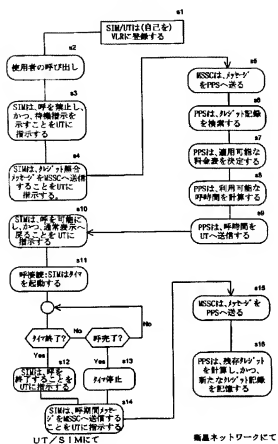 s1
SIM/UTは(自己を)
VLRに登録する
s2
使用者の呼び出し
s3
SIMは、呼を禁止し、
かつ、待機指示を
示すことをUTに
指示する
s4
SIMは、クレジット照合
メッセージをMSSCへ送信
することをUTに
指示する。
s5
MSSCは、メッセージ
をPPSへ送る
s6
PPSは、クレジット記録
を検索する
s7
PPSは、適用可能な
料金表を決定する
s8
PPSは、利用可能な
呼時間を計算する
s9
PPSは、呼時間を
UTへ送信する
s10
SIMは、呼を可能に
し、かつ、通常表示へ
戻ることをUTに
指示する
s11
呼接続:SIMはタイマ
を起動する
タイマ終了?
No
呼完了?
No
Yes
Yes
s12
SIMは、呼を
終了することを
UTに指示する
s13
タイマ停止
s14
SIMは、呼期間メッセー
ジをMSSCへ送信する
ことをUTに指示する
UT/SIMにて
s15
MSSCは、メッセージを
PPSへ送る
s16
PPSは、残存クレジット
を計算し、かつ、
新たなクレジット記録
を記憶する
衛星ネットワークにて